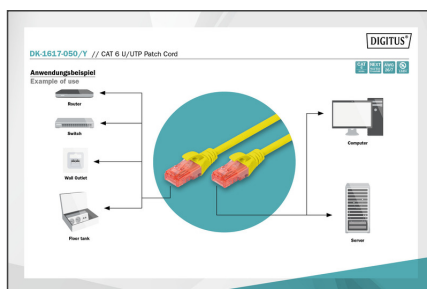 DIGITUS®
DK-1617-050/Y // CAT 6 U/UTP Patch Cord
CAT
Anwendungsbeispiel
Example of use
Router
Switch
Wall Outlet
Floor tank
Computer
Server